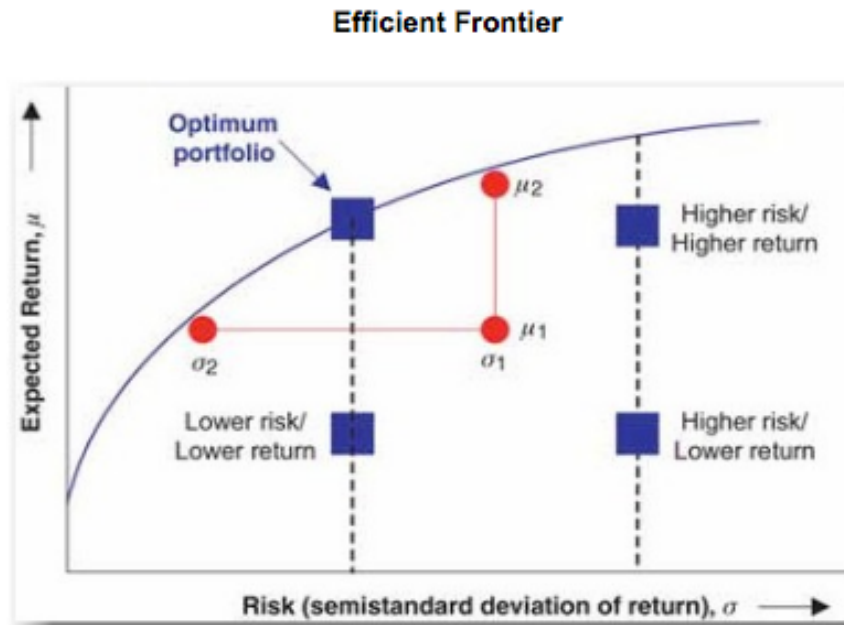 Efficient Frontier
Optimum
portfolio
μ2
Higher risk/
Higher return
μ1
σ2
σ1
Lower risk/
Lower return
Higher risk/
Lower return
Expected Return, μ
Risk (semistandard deviation of return), σ